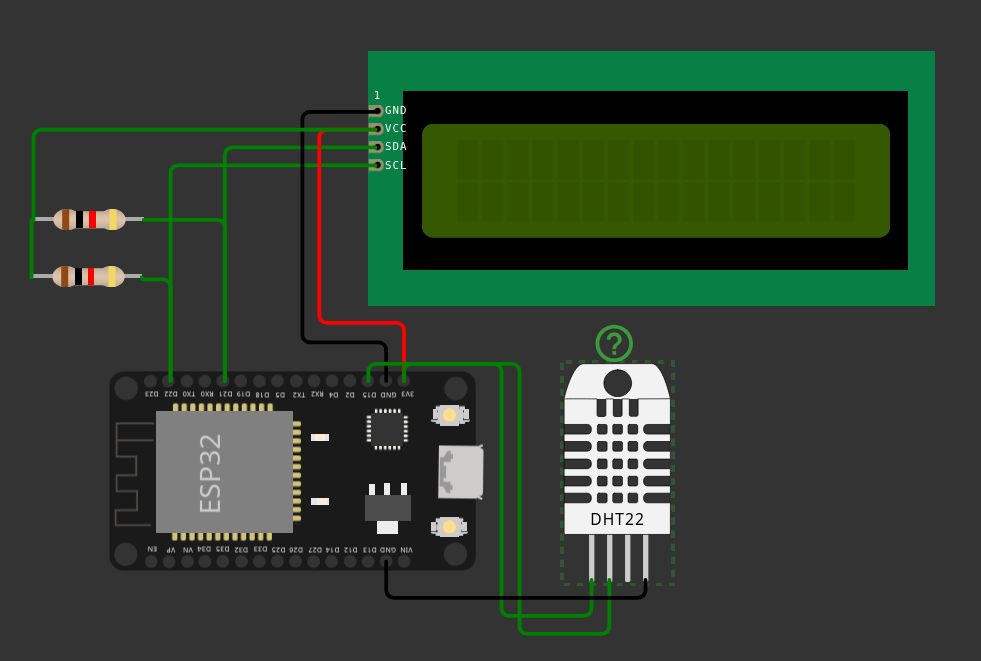 1
GND
VCC
SDA
SCL
?
D23 D22 TX0 RX0 D21 D19 D18 D5 TX2 RX2 D4 D2 D15 GND 3V3
ESP32
DHT22
EN VP VN D34 D35 D32 D33 D25 D26 D27 D14 D12 D13 GND VIN